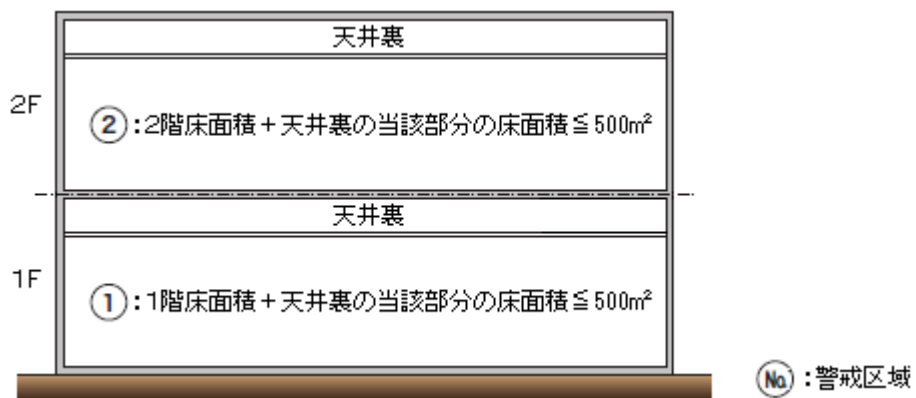 天井裏
2F
②:2階床面積+天井裏の当該部分の床面積≦500㎡
天井裏
1F
①:1階床面積+天井裏の当該部分の床面積≦500㎡
No.:警戒区域